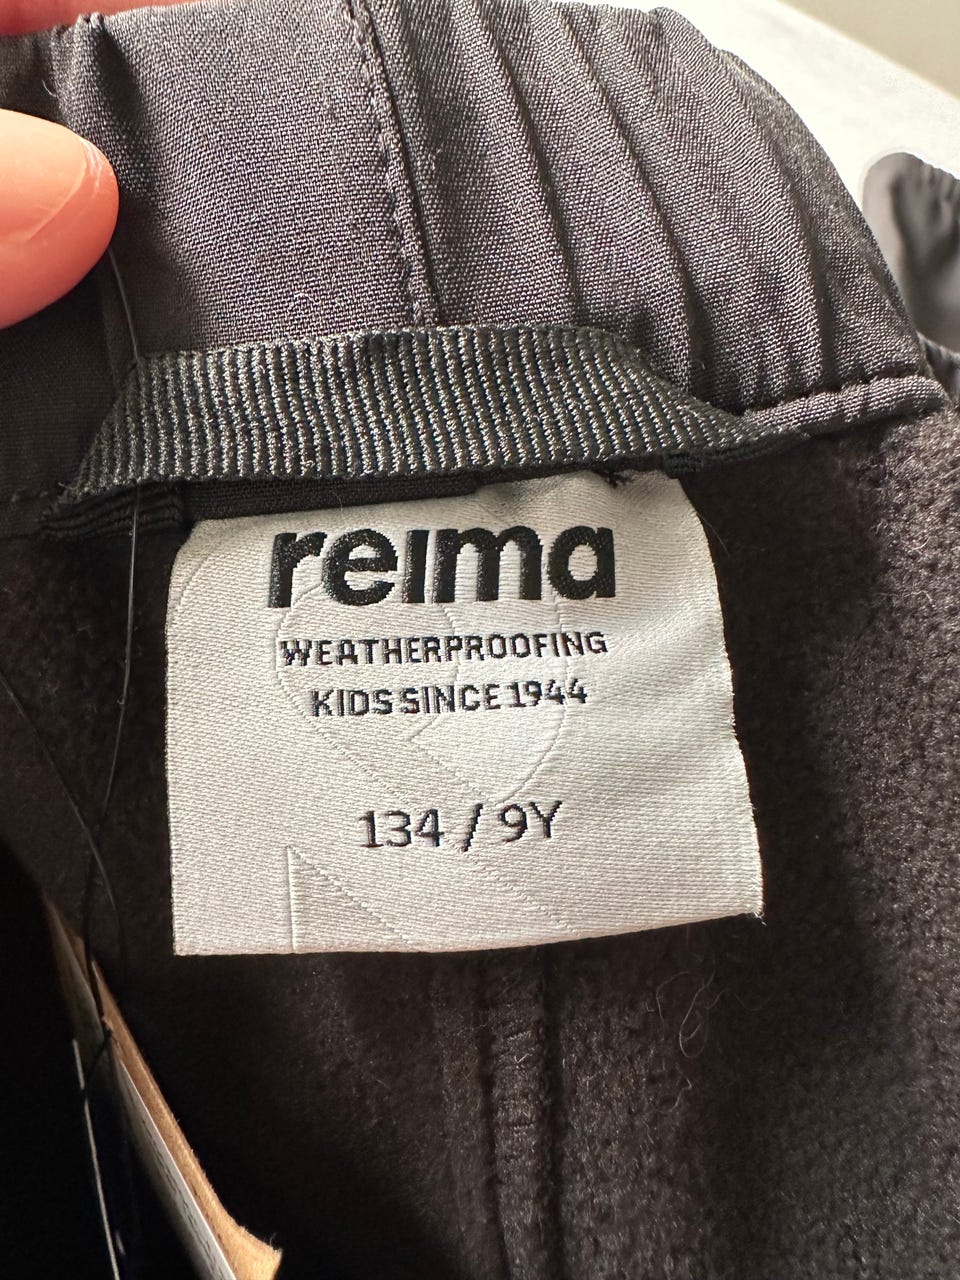 reima
WEATHERPROOFING
KIDS SINCE 1944
134 / 9Y